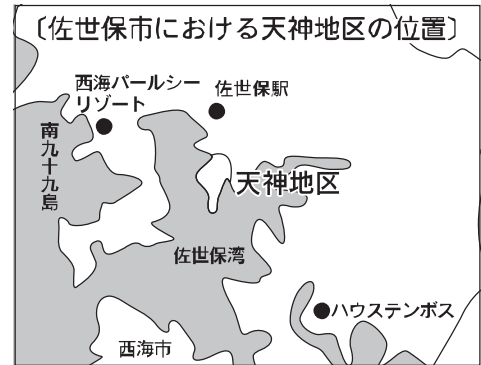 〔佐世保市における天神地区の位置〕
西海パールシー
リゾート
佐世保駅
南九十九島
天神地区
佐世保湾
ハウステンボス
西海市